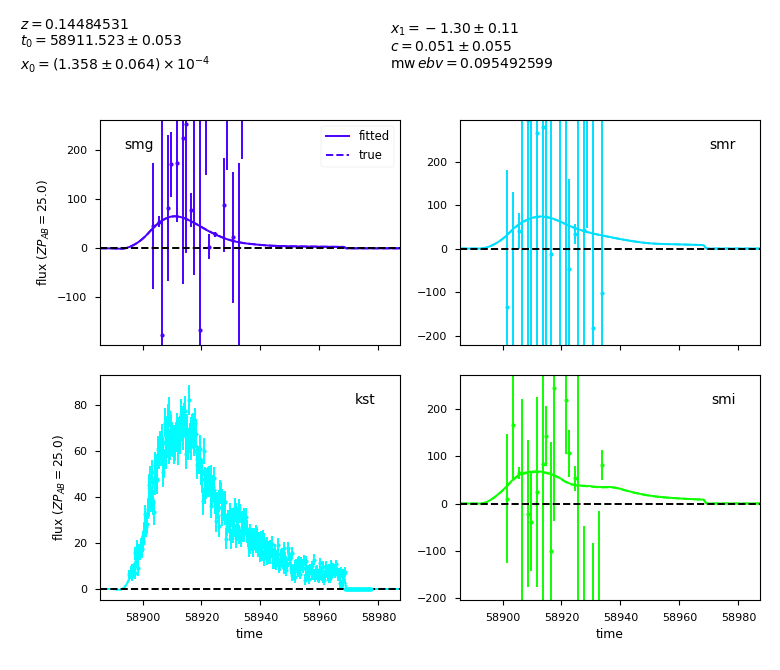 z = 0.14484531
t₀ = 58911.523 ± 0.053
x₀ = (1.358 ± 0.064) × 10⁻⁴
x₁ = −1.30 ± 0.11
c = 0.051 ± 0.055
mw ebv = 0.095492599
smg
fitted
true
200
100
0
−100
flux (ZP_AB = 25.0)
smr
200
100
0
−100
−200
kst
80
60
40
20
0
flux (ZP_AB = 25.0)
58900 58920 58940 58960 58980
time
smi
200
100
0
−100
−200
58900 58920 58940 58960 58980
time